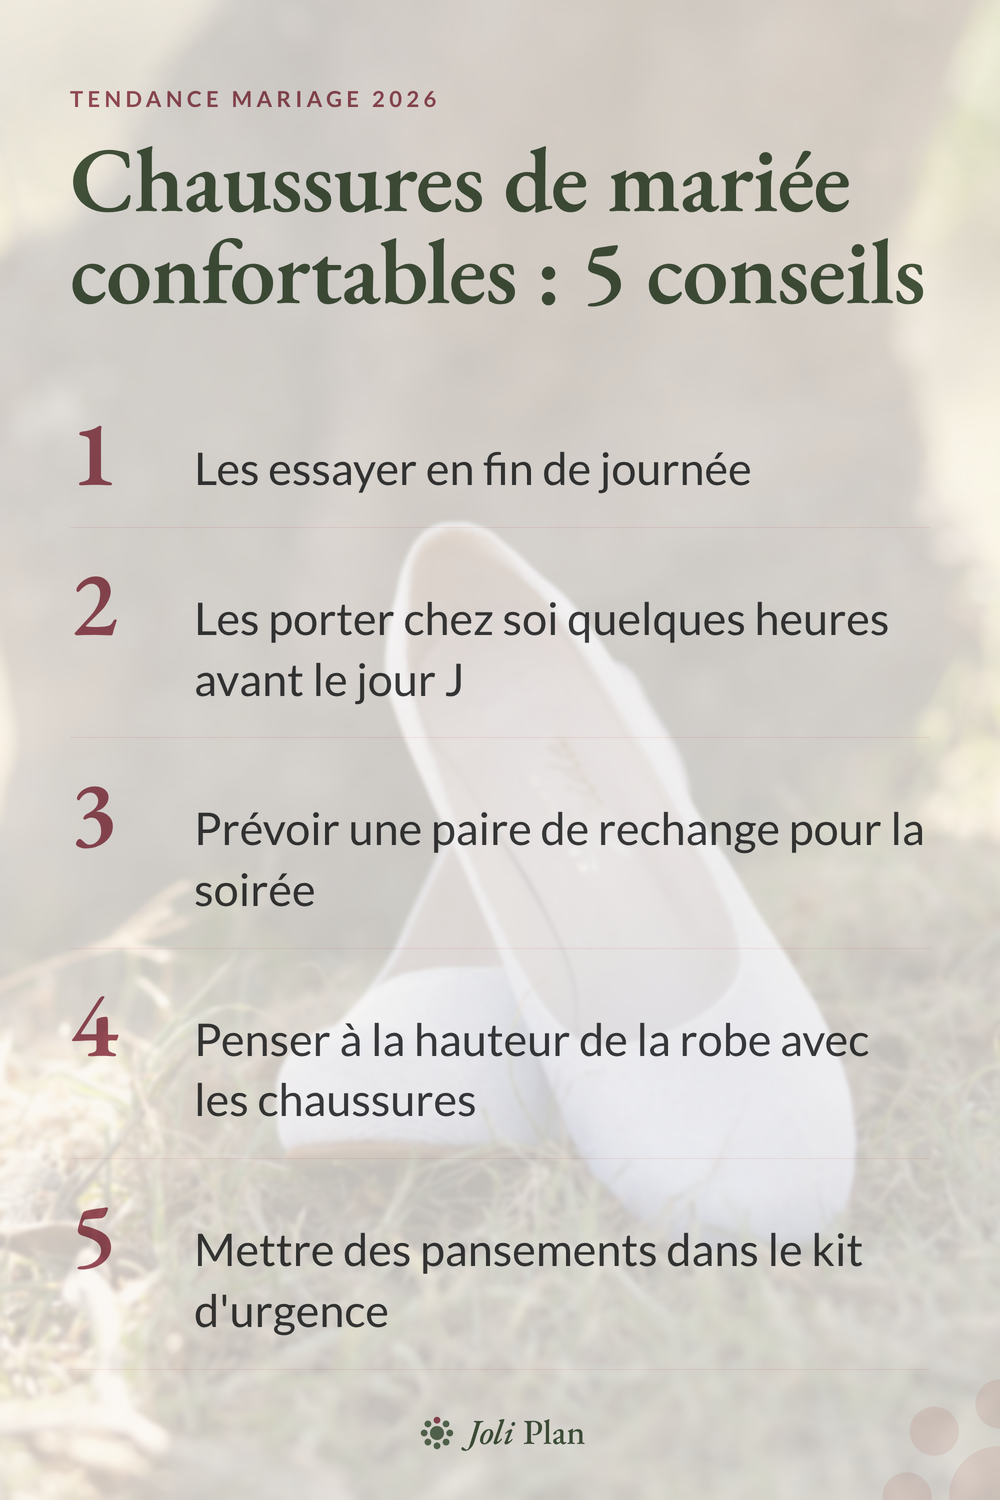 TENDANCE MARIAGE 2026
Chaussures de mariée
confortables : 5 conseils
1
Les essayer en fin de journée
2
Les porter chez soi quelques heures
avant le jour J
3
Prévoir une paire de rechange pour la
soirée
4
Penser à la hauteur de la robe avec
les chaussures
5
Mettre des pansements dans le kit
d'urgence
Joli Plan